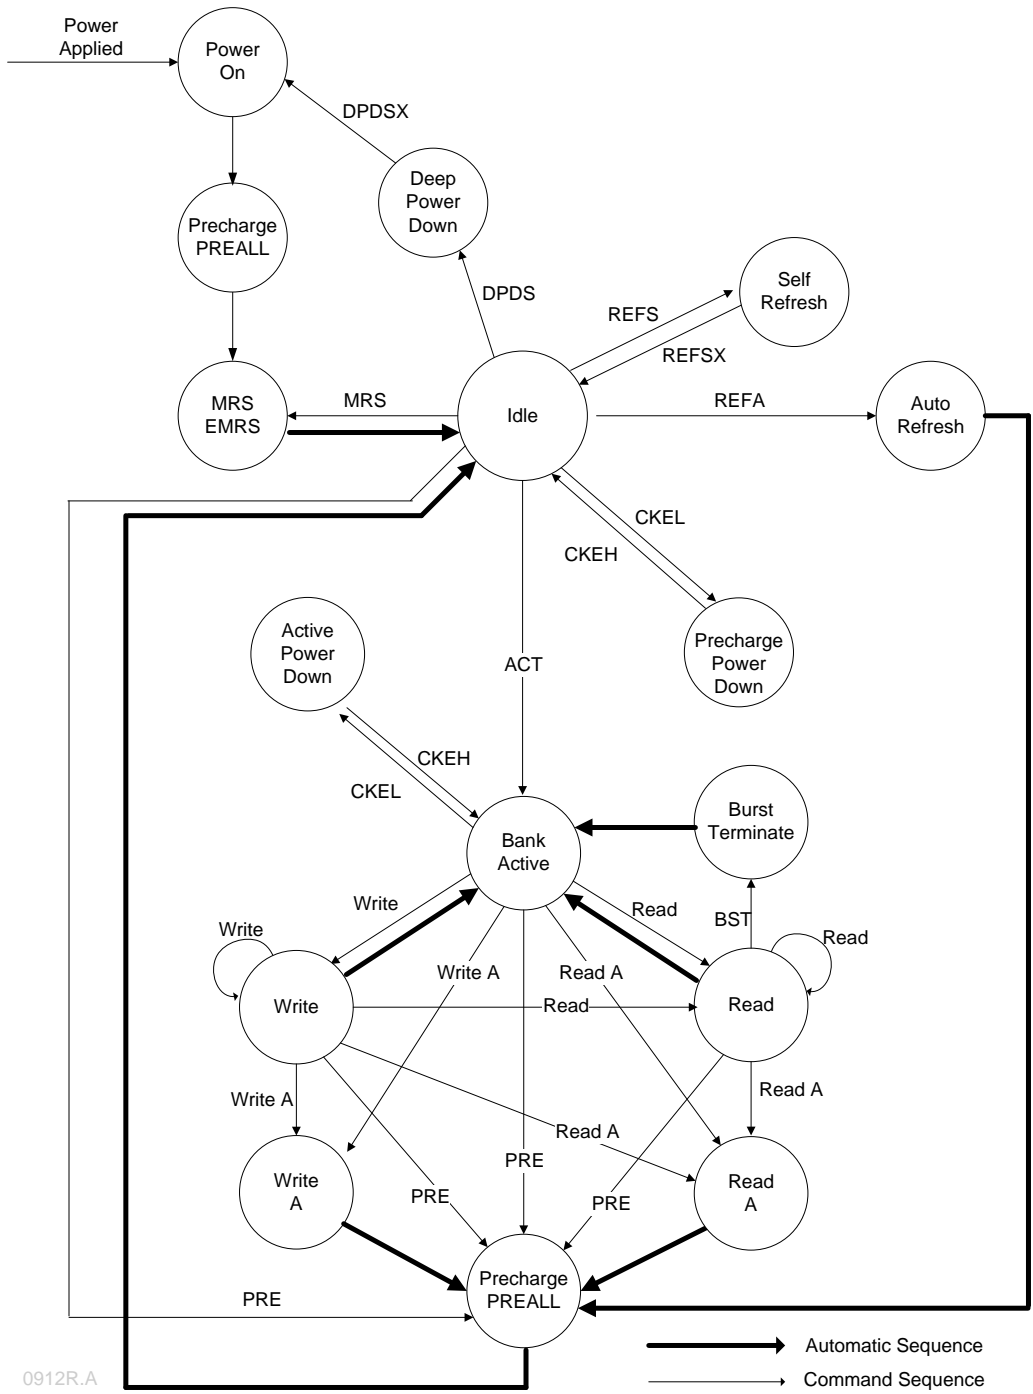 Power
Applied
Power
On
DPDSX
Deep
Power
Down
Precharge
PREALL
DPDS
Self
Refresh
REFS
REFSX
MRS
EMRS
MRS
Idle
REFA
Auto
Refresh
CKEL
CKEH
Active
Power
Down
ACT
Precharge
Power
Down
CKEH
CKEL
Burst
Terminate
Bank
Active
Write
Read
BST
Write
Read
Write A
Read A
Write
Read
Read
Write A
Read A
Read A
PRE
Write
A
PRE
PRE
Read
A
Precharge
PREALL
PRE
Automatic Sequence
Command Sequence
0912R.A